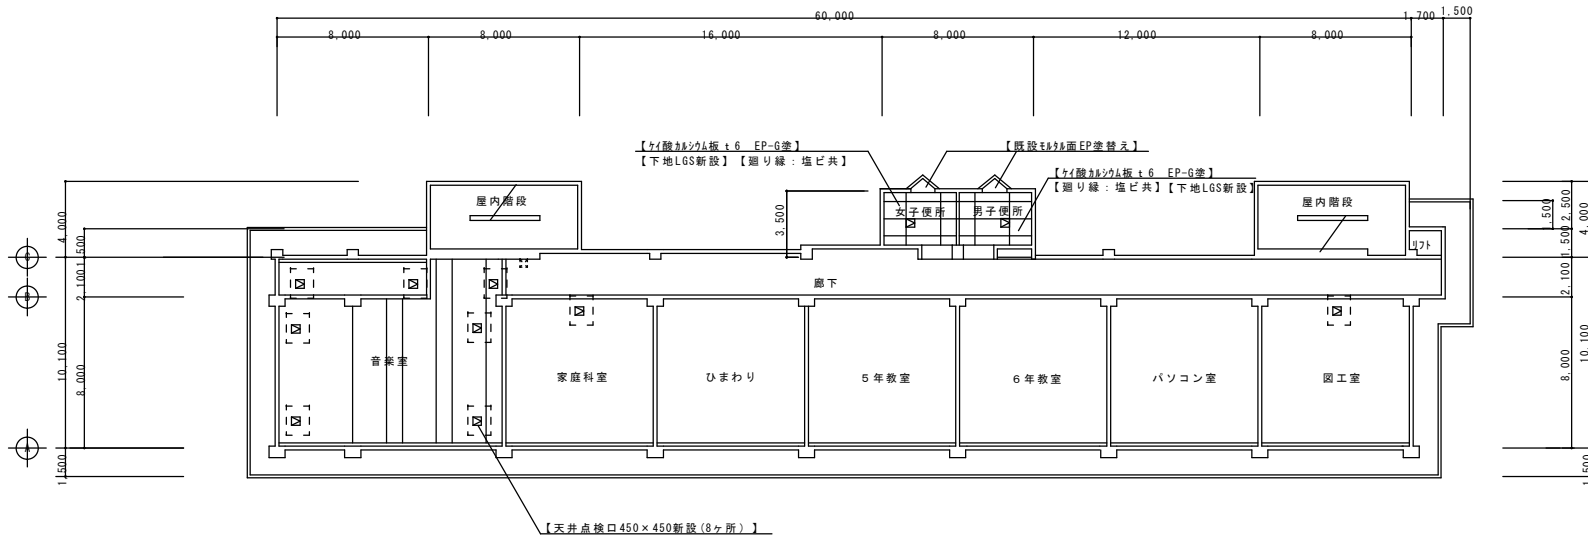 60,000
1,700
1,500
8,000
8,000
16,000
8,000
12,000
8,000
【ケイ酸カルシウム板 t6 EP-G塗】
【下地LGS新設】【廻り縁：塩ビ共】
【既設モルタル面EP塗替え】
【ケイ酸カルシウム板 t6 EP-G塗】
【廻り縁：塩ビ共】【下地LGS新設】
屋内階段
女子便所
男子便所
屋内階段
リフト
3,500
4,000
1,500
2,100
10,100
8,000
1,500
C
B
A
廊下
音楽室
家庭科室
ひまわり
5年教室
6年教室
パソコン室
図工室
1,500
2,500
4,000
1,500
2,100
10,100
8,000
1,500
【天井点検口450×450新設(8ヶ所)】